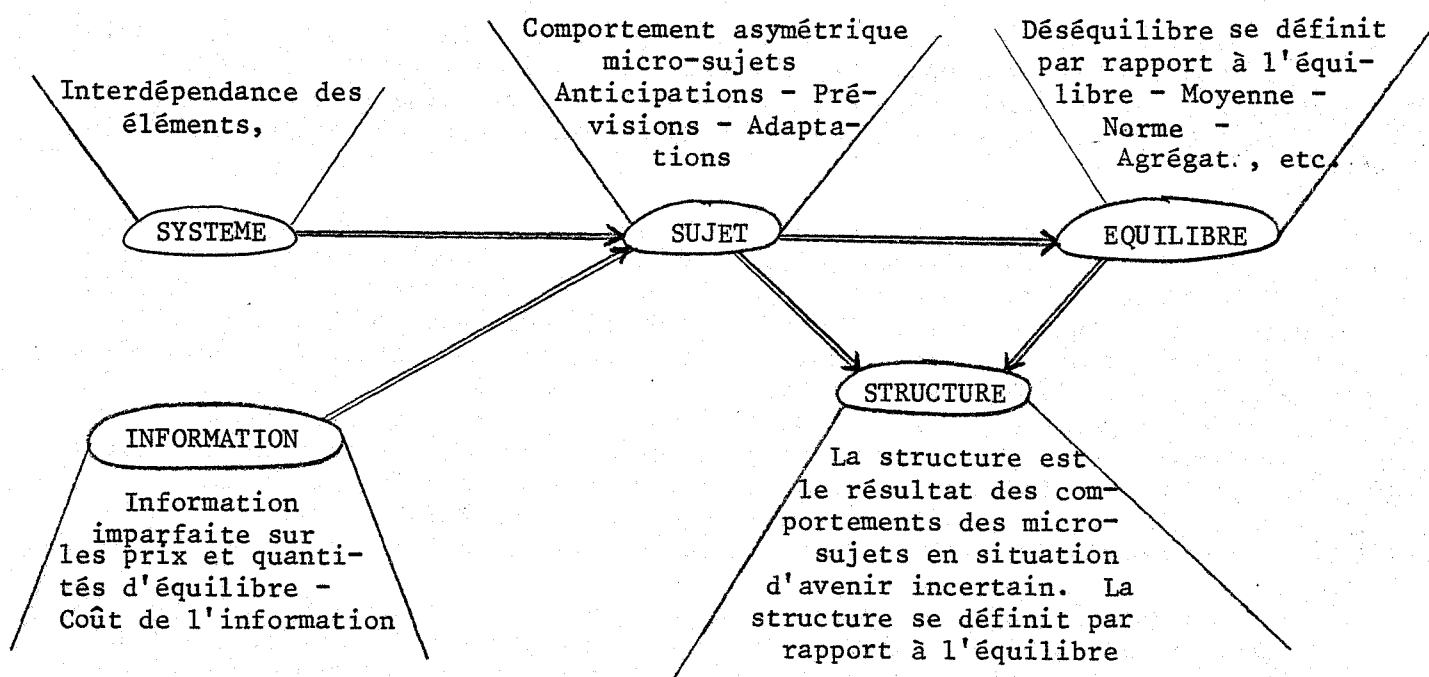 Interdépendance des
éléments,
Comportement asymétrique
micro-sujets
Anticipations - Pré-
visions - Adapta-
tions
Déséquilibre se définit
par rapport à l'équi-
libre - Moyenne -
Norme -
Agrégat., etc.
SYSTEME
SUJET
EQUILIBRE
INFORMATION
Information
imparfaite sur
les prix et quanti-
tés d'équilibre -
Coût de l'information
STRUCTURE
La structure est
le résultat des com-
portements des micro-
sujets en situation
d'avenir incertain. La
structure se définit par
rapport à l'équilibre